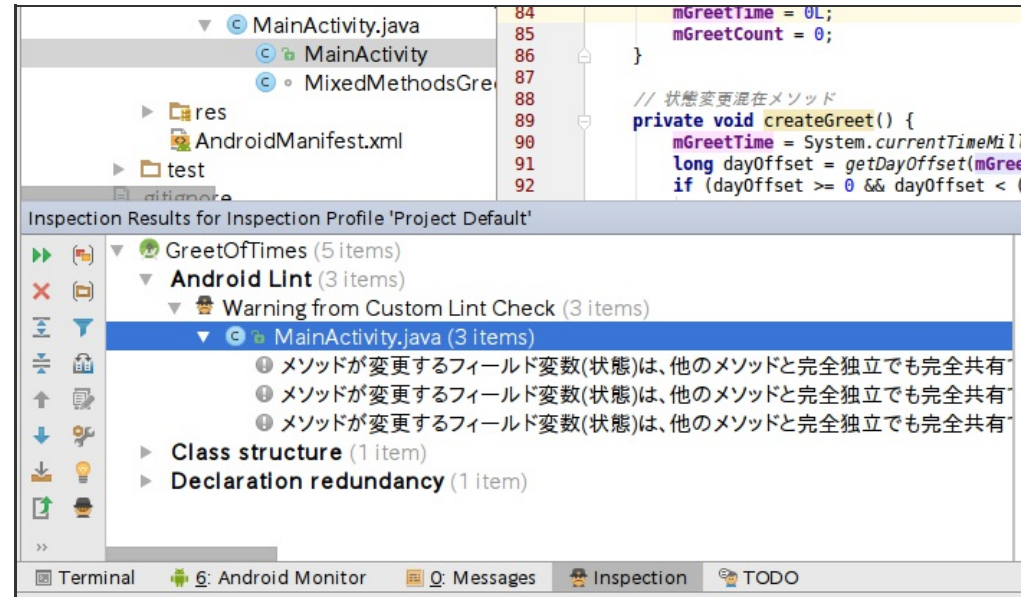 MainActivity.java
MainActivity
MixedMethodsGre
res
AndroidManifest.xml
test
.gitignore
84 mGreetTime = 0L;
85 mGreetCount = 0;
86 }
87
88 // 状態変更混在メソッド
89 private void createGreet() {
90 mGreetTime = System.currentTimeMill
91 long dayOffset = getDayOffset(mGree
92 if (dayOffset >= 0 && dayOffset < (
Inspection Results for Inspection Profile 'Project Default'
GreetOfTimes (5 items)
Android Lint (3 items)
Warning from Custom Lint Check (3 items)
MainActivity.java (3 items)
メソッドが変更するフィールド変数(状態)は、他のメソッドと完全独立でも完全共有
メソッドが変更するフィールド変数(状態)は、他のメソッドと完全独立でも完全共有
メソッドが変更するフィールド変数(状態)は、他のメソッドと完全独立でも完全共有
Class structure (1 item)
Declaration redundancy (1 item)
Terminal 6: Android Monitor 0: Messages Inspection TODO